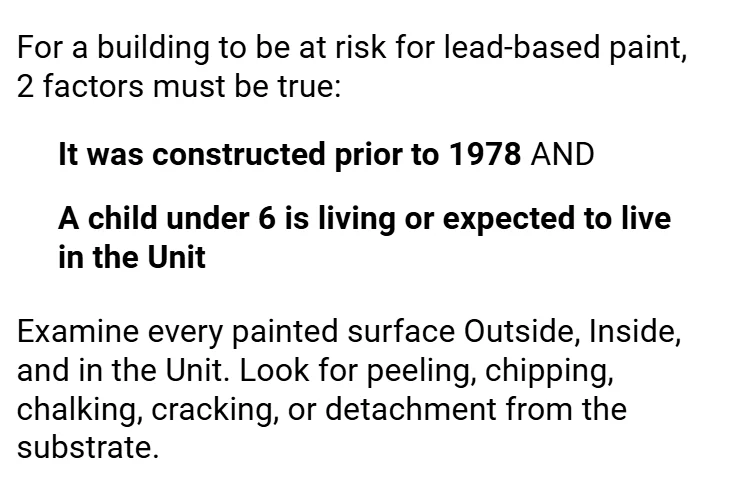 For a building to be at risk for lead-based paint,
2 factors must be true:
It was constructed prior to 1978 AND
A child under 6 is living or expected to live
in the Unit
Examine every painted surface Outside, Inside,
and in the Unit. Look for peeling, chipping,
chalking, cracking, or detachment from the
substrate.